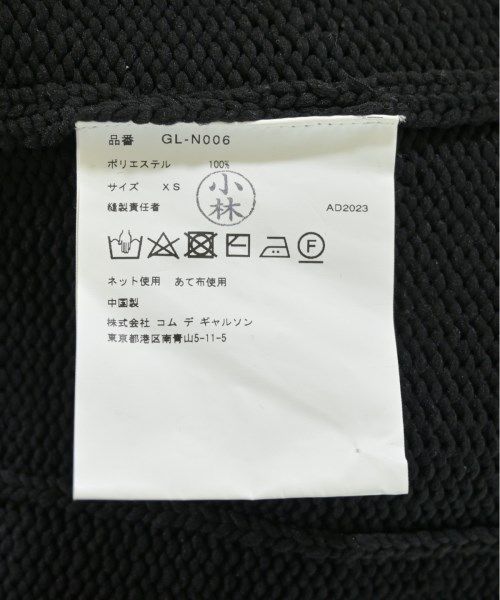 品番 GL-N006
ポリエステル 100%
サイズ XS
小林
縫製責任者 AD2023
F
ネット使用 あて布使用
中国製
株式会社 コム デ ギャルソン
東京都港区南青山5-11-5